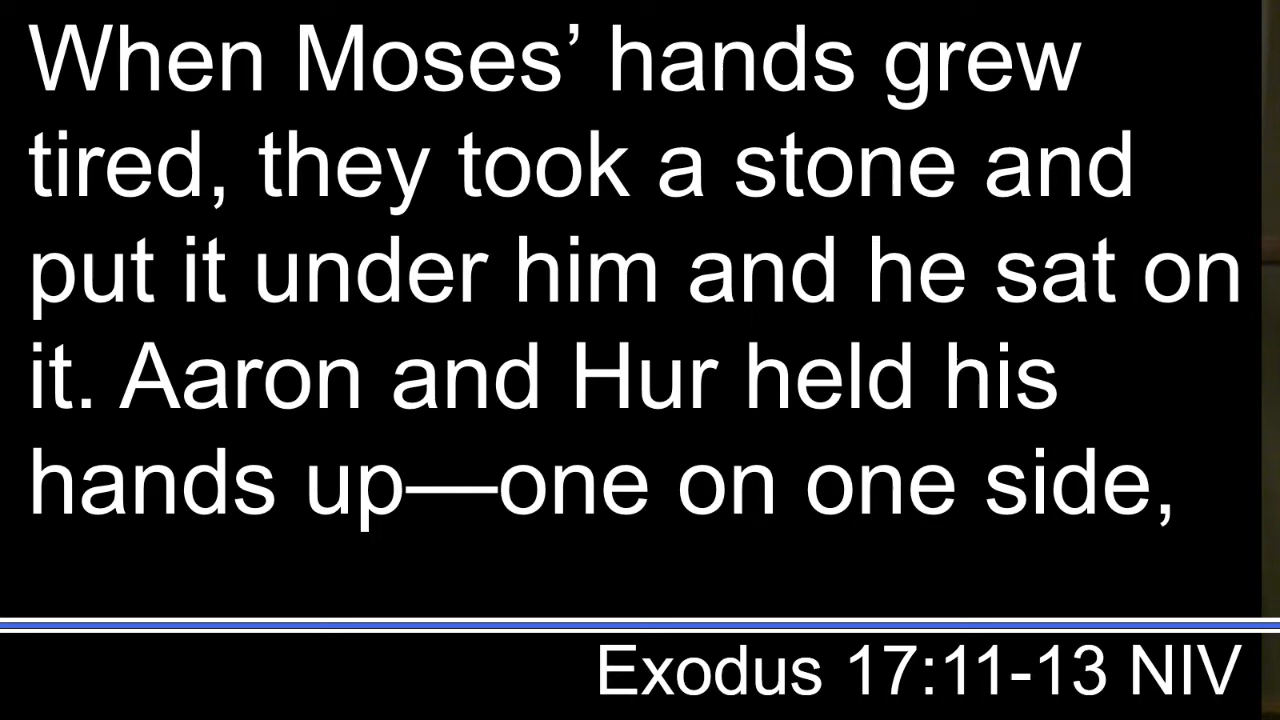 When Moses’ hands grew
tired, they took a stone and
put it under him and he sat on
it. Aaron and Hur held his
hands up—one on one side,
Exodus 17:11-13 NIV